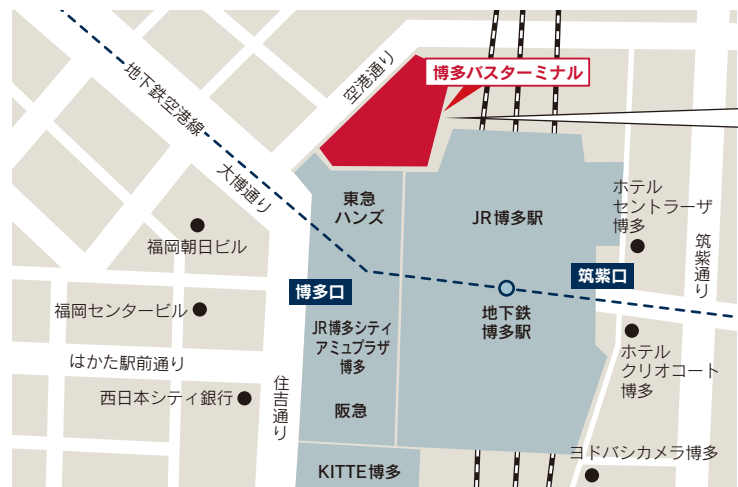 空港通り
博多バスターミナル
地下鉄空港線
大博通り
東急
ハンズ
JR博多駅
ホテル
セントラーザ
博多
筑紫通り
福岡朝日ビル
博多口
筑紫口
福岡センタービル
地下鉄
博多駅
JR博多シティ
アミュプラザ
博多
はかた駅前通り
ホテル
クリオコート
博多
住吉通り
西日本シティ銀行
阪急
ヨドバシカメラ博多
KITTE博多